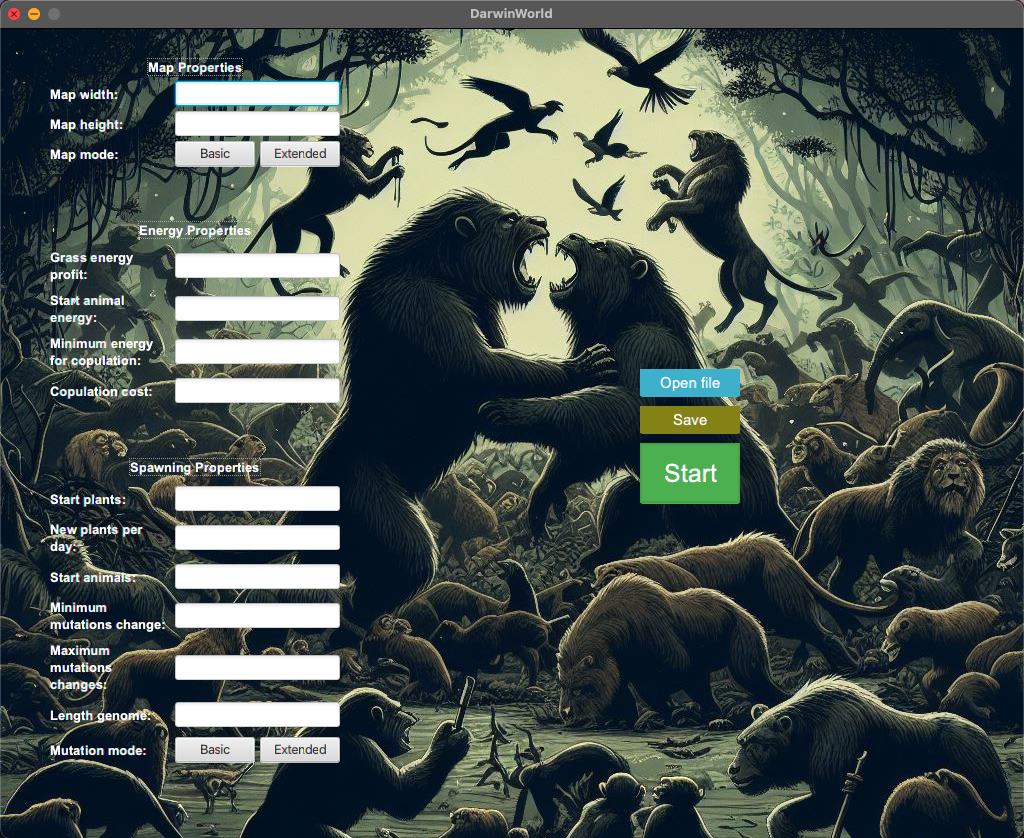 DarwinWorld
Map Properties
Map width:
Map height:
Map mode:
Basic
Extended
Energy Properties
Grass energy
profit:
Start animal
energy:
Minimum energy
for copulation:
Copulation cost:
Open file
Save
Start
Spawning Properties
Start plants:
New plants per
day:
Start animals:
Minimum
mutations change:
Maximum
mutations
changes:
Length genome:
Mutation mode:
Basic
Extended